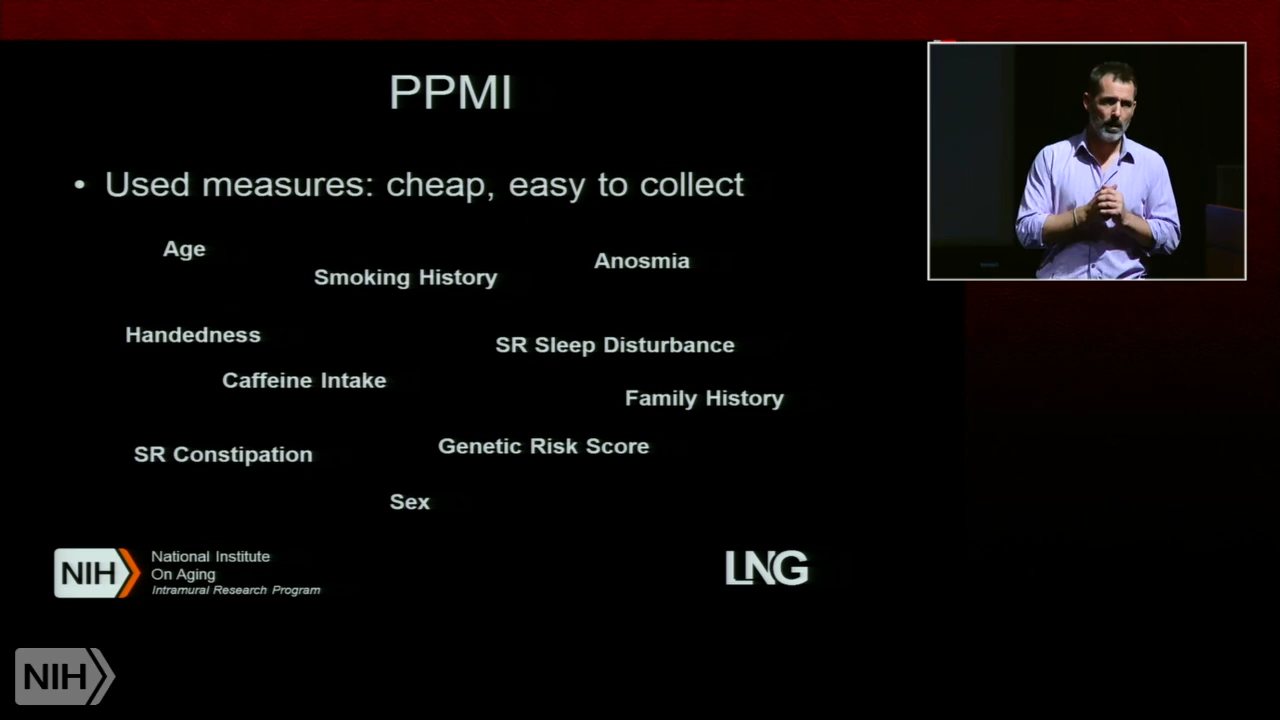 PPMI
• Used measures: cheap, easy to collect
Age
Anosmia
Smoking History
Handedness
SR Sleep Disturbance
Caffeine Intake
Family History
SR Constipation
Genetic Risk Score
Sex
NIH
National Institute
On Aging
Intramural Research Program
LNG
NIH